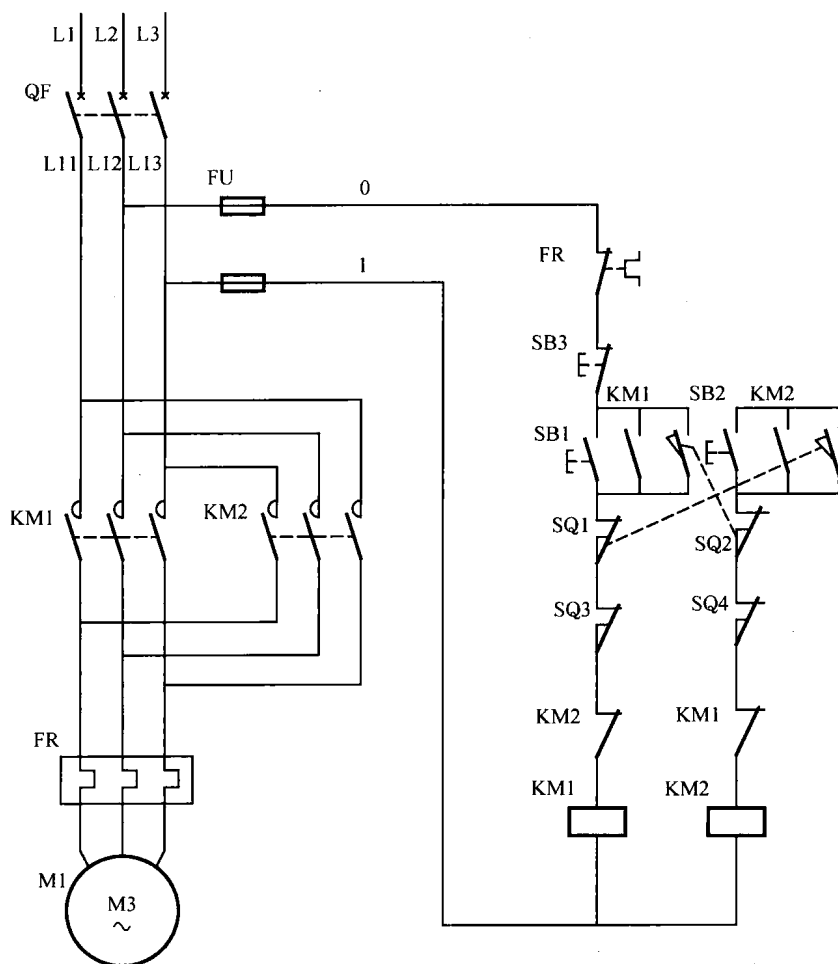 L1 L2 L3
QF
L11 L12 L13
FU 0
FR
1
SB3
KM1 SB2 KM2
SB1
KM1 KM2
SQ1 SQ2
SQ3 SQ4
KM2 KM1
FR
KM1 KM2
M1
M3
~